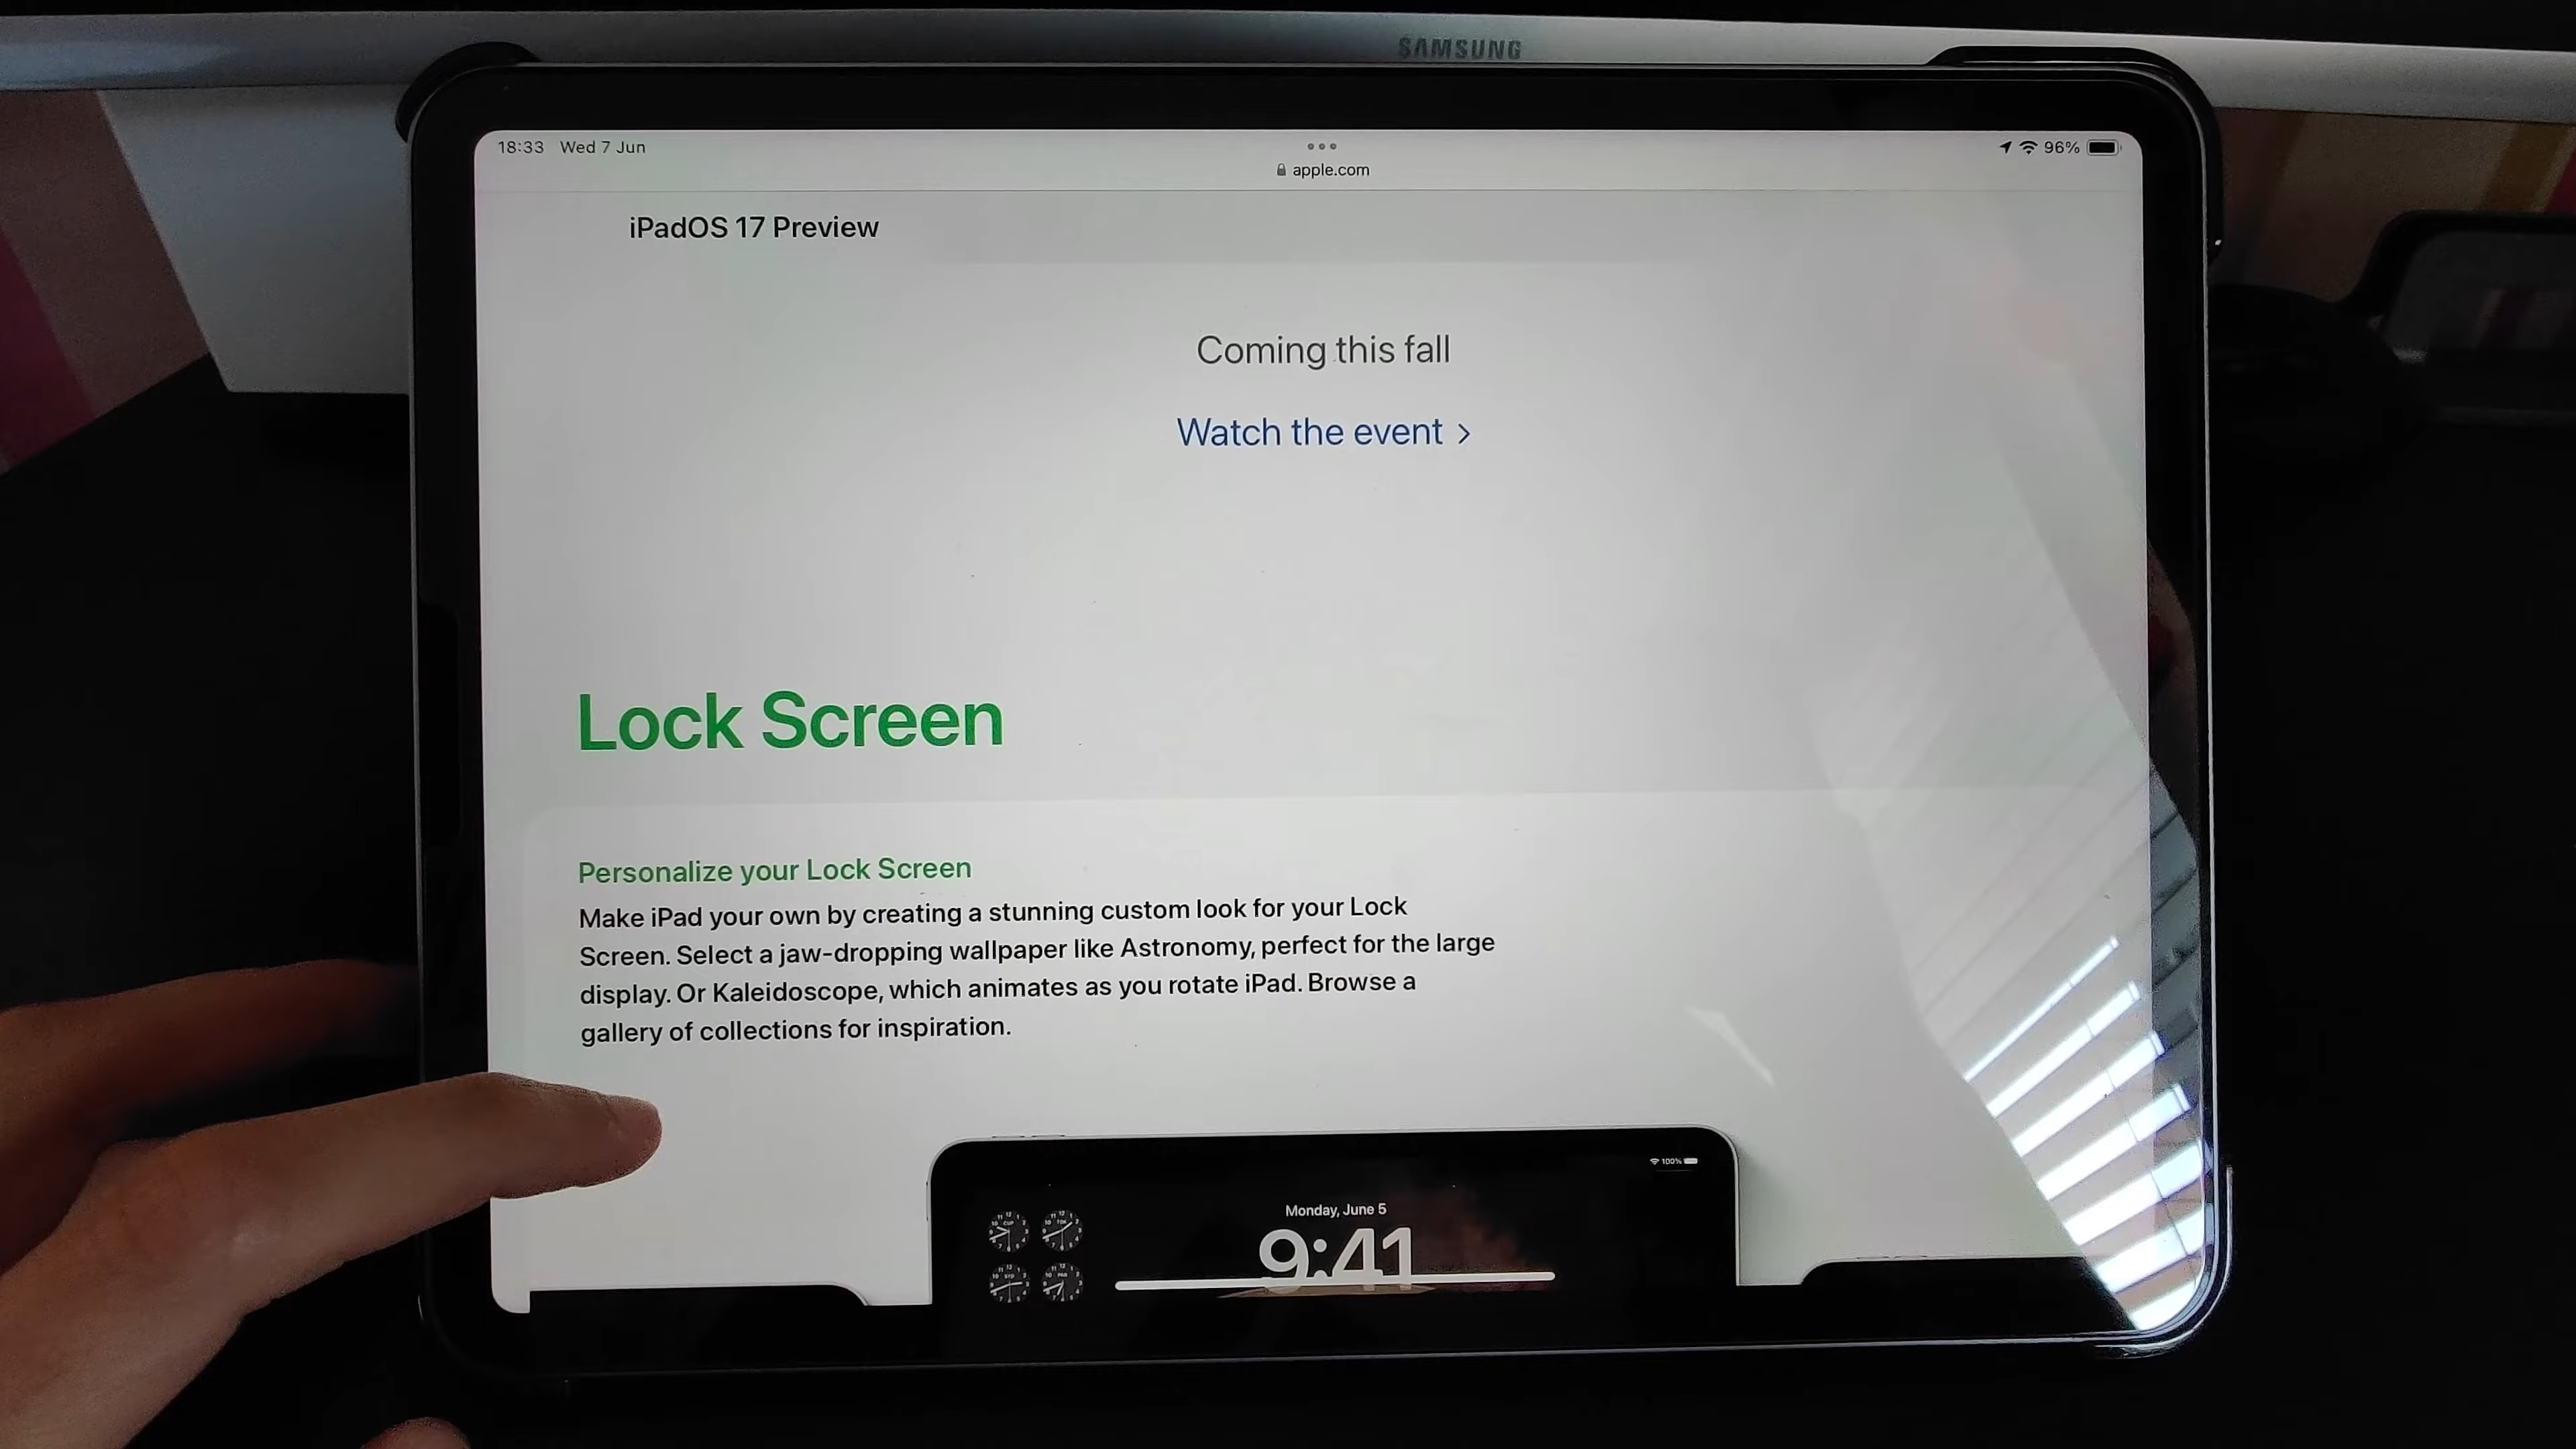 SAMSUNG
18:33 Wed 7 Jun
96%
apple.com
iPadOS 17 Preview
Coming this fall
Watch the event >
Lock Screen
Personalize your Lock Screen
Make iPad your own by creating a stunning custom look for your Lock
Screen. Select a jaw-dropping wallpaper like Astronomy, perfect for the large
display. Or Kaleidoscope, which animates as you rotate iPad. Browse a
gallery of collections for inspiration.
100%
Monday, June 5
9:41